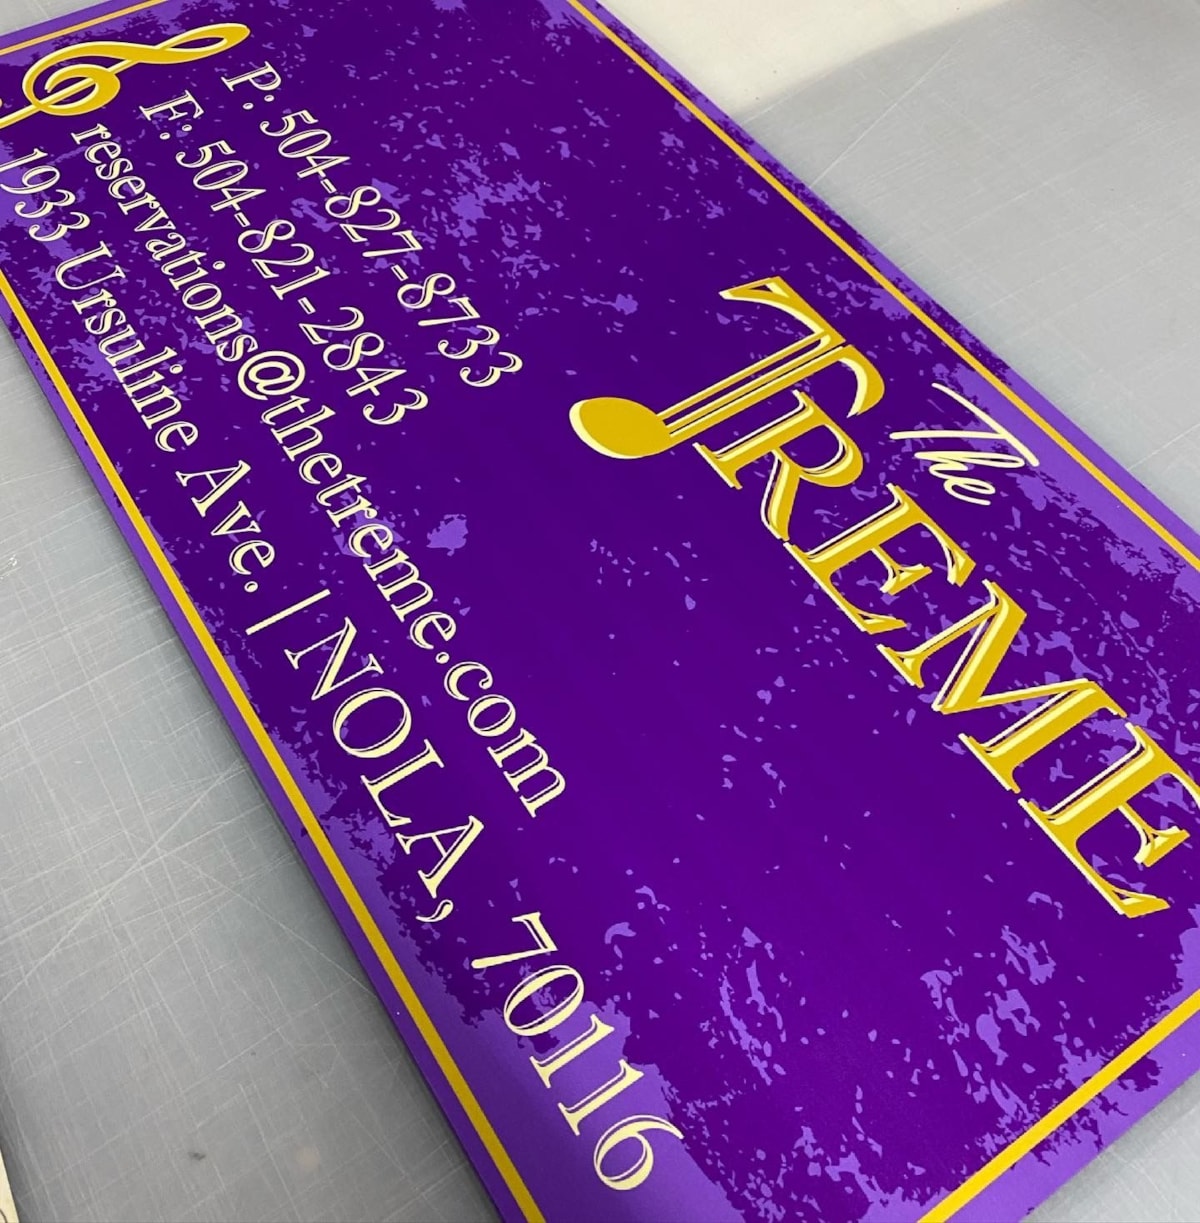 The
TREME
P: 504-827-8733
F: 504-821-2843
reservations@thetreme.com
1933 Ursuline Ave. | NOLA, 70116